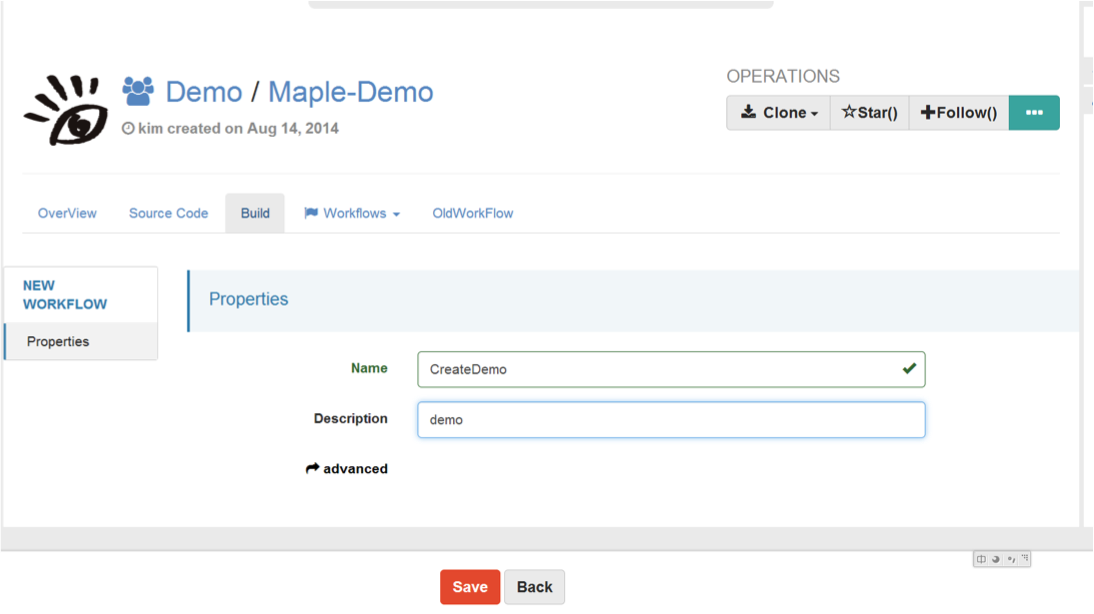 OPERATIONS
Demo / Maple-Demo
kim created on Aug 14, 2014
Clone
Star()
Follow()
OverView
Source Code
Build
Workflows
OldWorkFlow
NEW
WORKFLOW
Properties
Properties
Name
CreateDemo
Description
demo
advanced
Save
Back